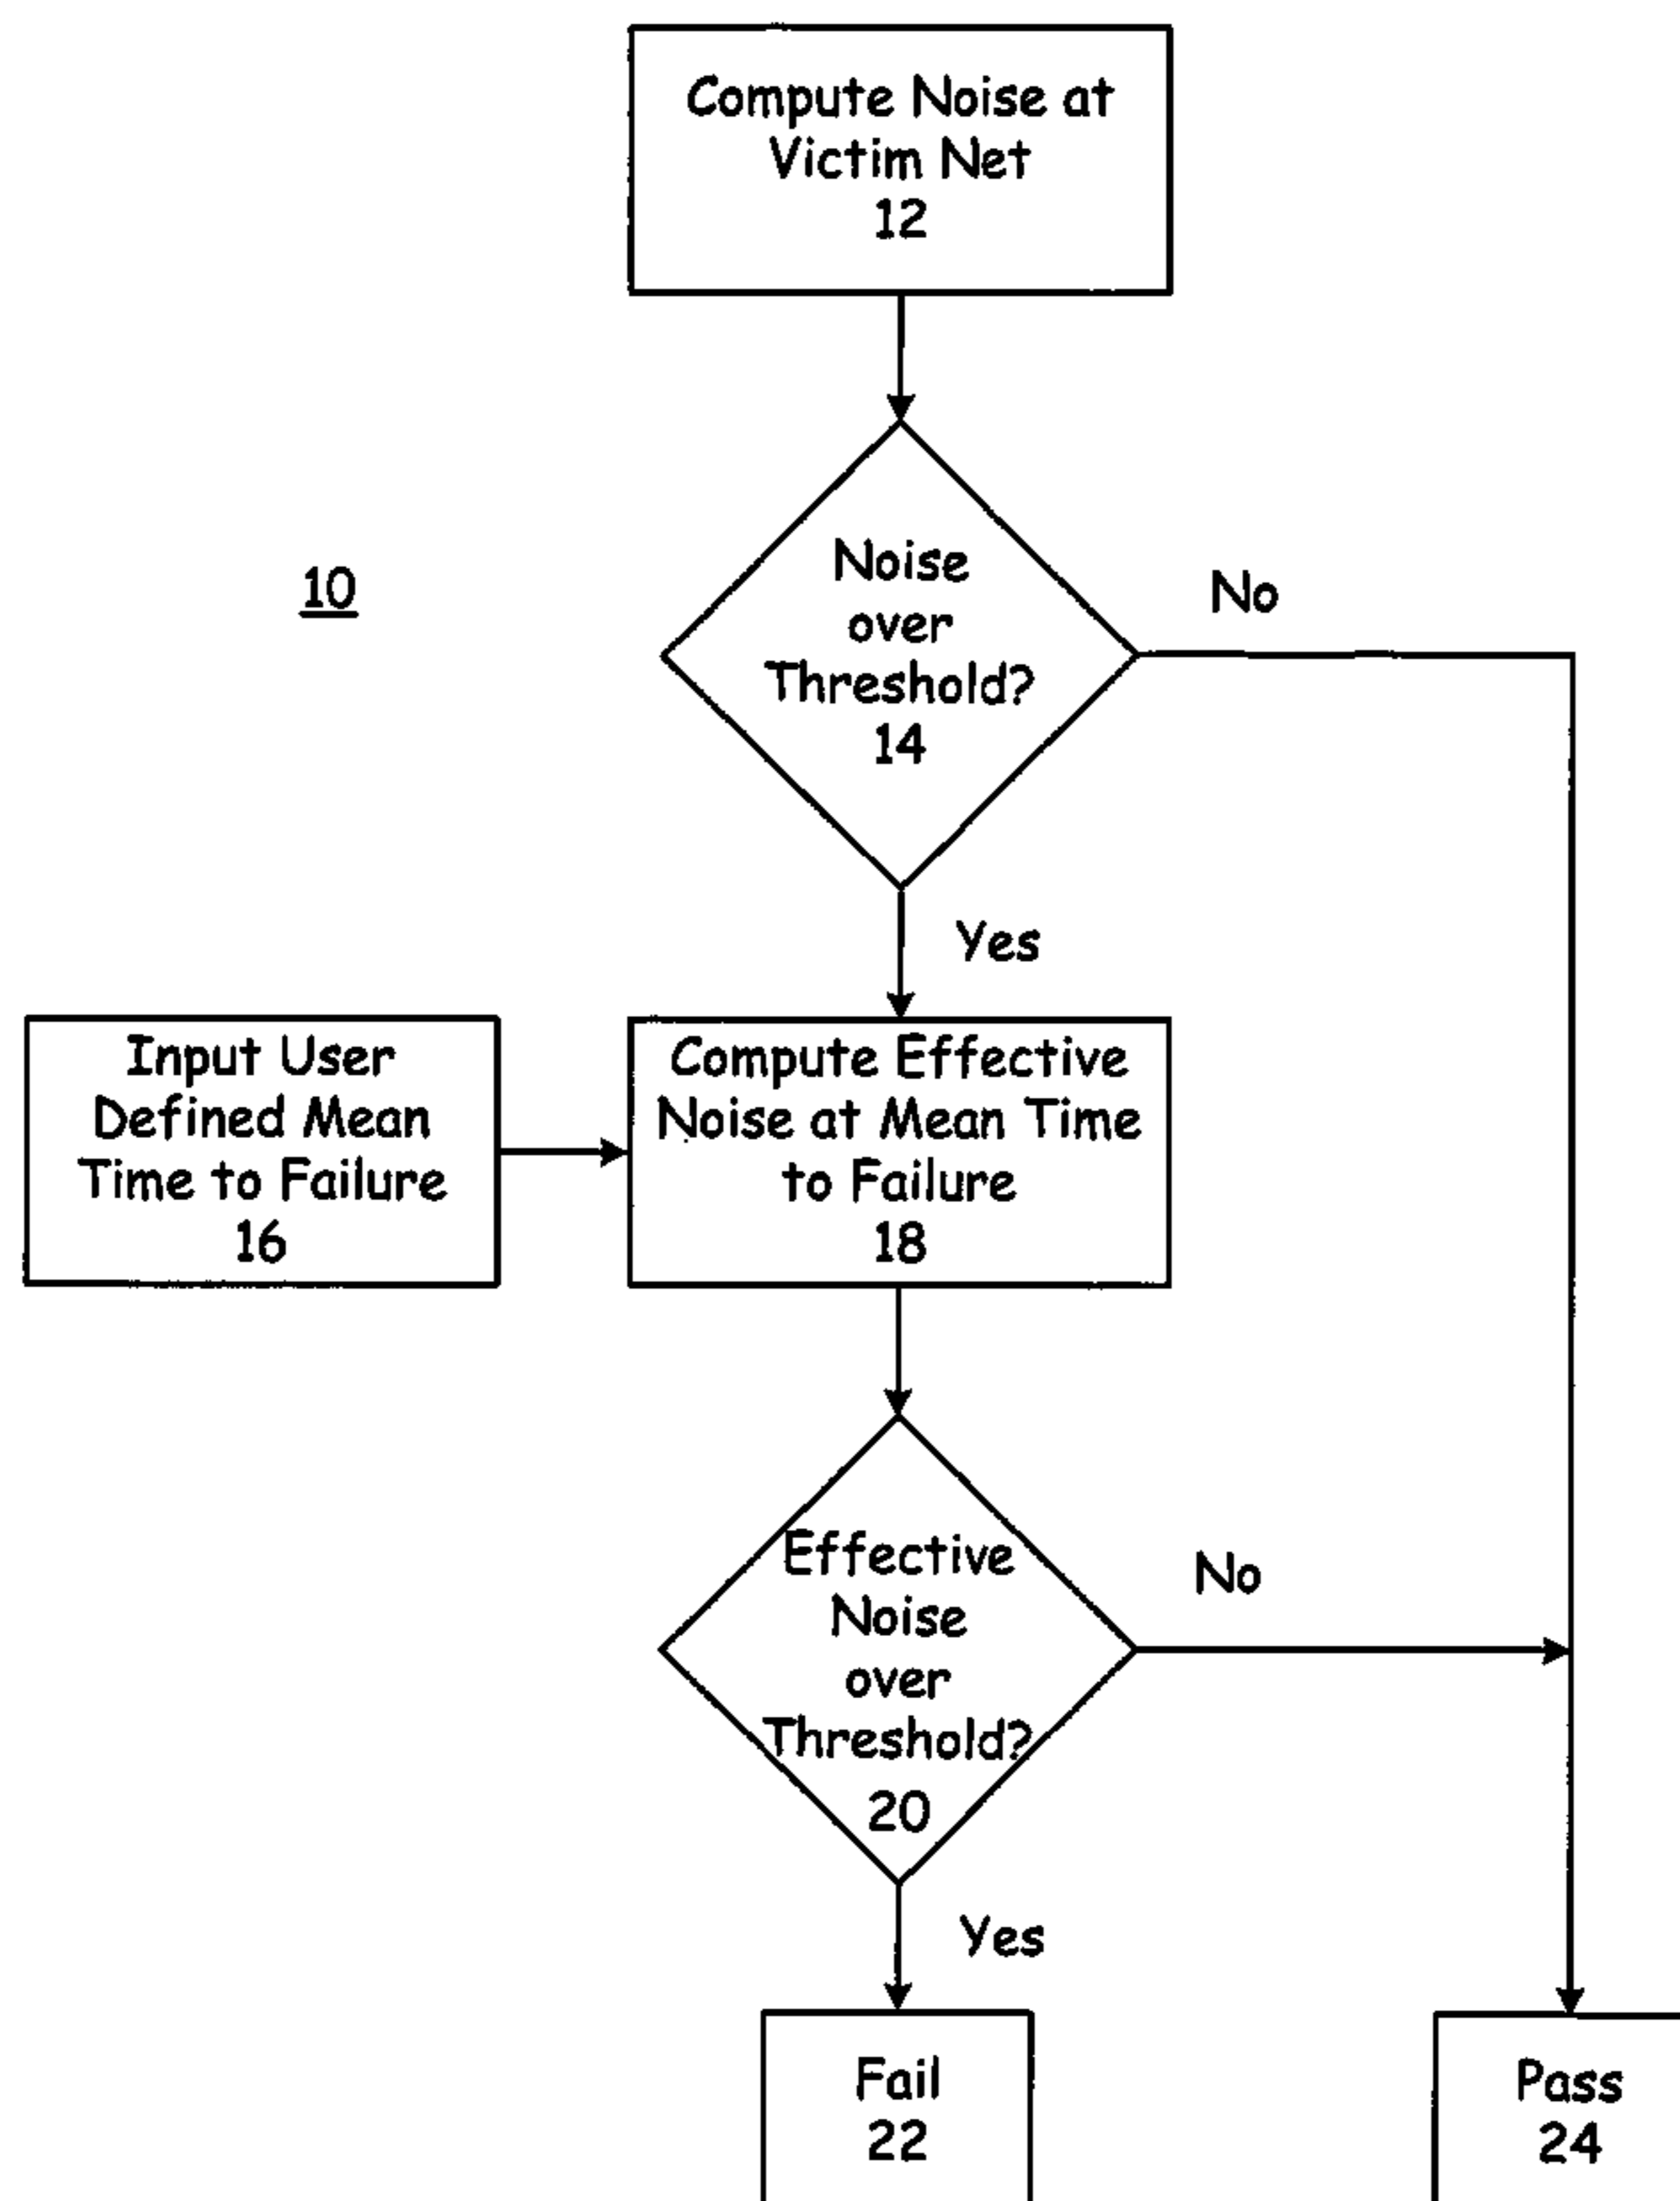 Compute Noise at
Victim Net
12
10
Noise
over
Threshold?
14
No
Yes
Input User
Defined Mean
Time to Failure
16
Compute Effective
Noise at Mean Time
to Failure
18
Effective
Noise
over
Threshold?
20
No
Yes
Fail
22
Pass
24